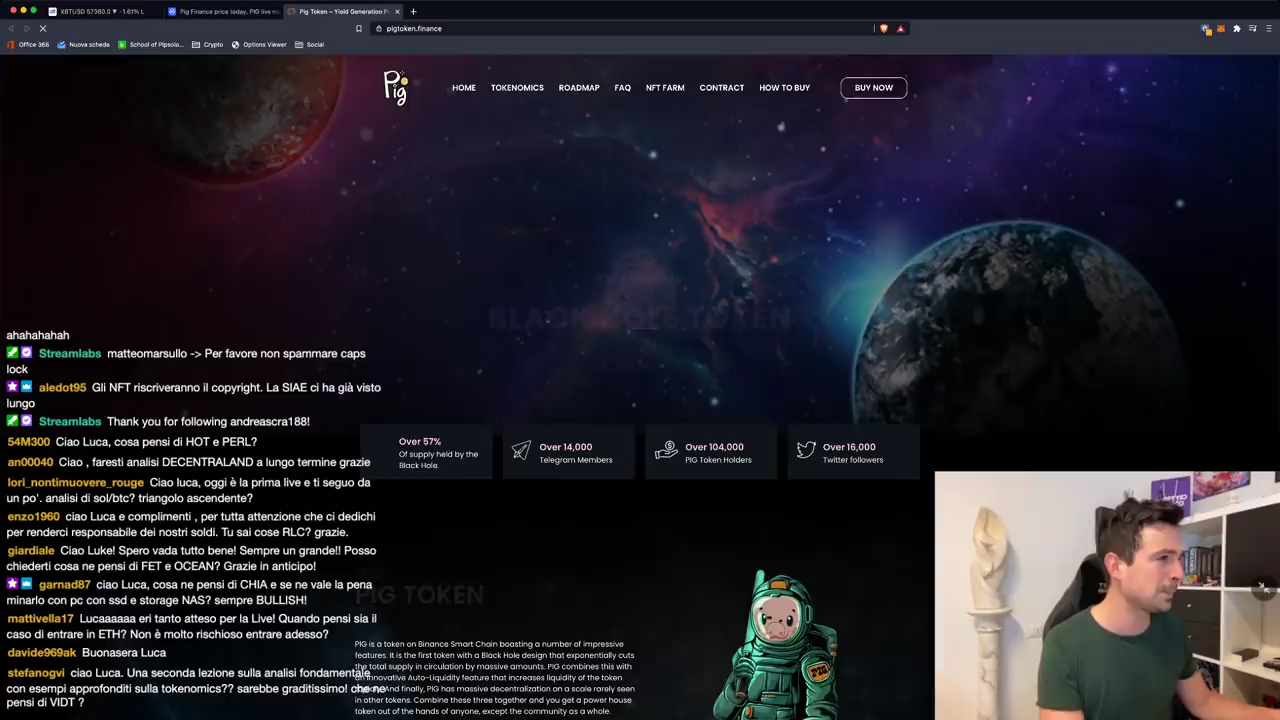 XBTUSD 57360.0 ▼ -1.61% L
Pig Finance price today, PIG live m
Pig Token – Yield Generation F
pigtoken.finance
Office 365
Nuova scheda
School of Pipsolo...
Crypto
Options Viewer
Social
Pig
HOME
TOKENOMICS
ROADMAP
FAQ
NFT FARM
CONTRACT
HOW TO BUY
BUY NOW
BLACK HOLE TOKEN
Over 57%
Of supply held by the
Black Hole.
Over 14,000
Telegram Members
Over 104,000
PIG Token Holders
Over 16,000
Twitter followers
PIG TOKEN
PIG is a token on Binance Smart Chain boasting a number of impressive
features. It is the first token with a Black Hole design that exponentially cuts
the total supply in circulation by massive amounts. PIG combines this with
an innovative Auto-Liquidity feature that increases liquidity of the token
And finally, PIG has massive decentralization on a scale rarely seen
in other tokens. Combine these three together and you get a power house
token out of the hands of anyone, except the community as a whole.
ahahahahah
Streamlabs matteomarsullo -> Per favore non spammare caps
lock
aledot95 Gli NFT riscriveranno il copyright. La SIAE ci ha già visto
lungo
Streamlabs Thank you for following andreascra188!
54M300 Ciao Luca, cosa pensi di HOT e PERL?
an00040 Ciao , faresti analisi DECENTRALAND a lungo termine grazie
lori_nontimuovere_rouge Ciao luca, oggi è la prima live e ti seguo da
un po'. analisi di sol/btc? triangolo ascendente?
enzo1960 ciao Luca e complimenti , per tutta attenzione che ci dedichi
per renderci responsabile dei nostri soldi. Tu sai cose RLC? grazie.
giardiale Ciao Luke! Spero vada tutto bene! Sempre un grande!! Posso
chiederti cosa ne pensi di FET e OCEAN? Grazie in anticipo!
garnad87 ciao Luca, cosa ne pensi di CHIA e se ne vale la pena
minarlo con pc con ssd e storage NAS? sempre BULLISH!
mattivella17 Lucaaaaaa eri tanto atteso per la Live! Quando pensi sia il
caso di entrare in ETH? Non è molto rischioso entrare adesso?
davide969ak Buonasera Luca
stefanogvi ciao Luca. Una seconda lezione sulla analisi fondamentale
con esempi approfonditi sulla tokenomics?? sarebbe graditissimo! che ne
pensi di VIDT ?